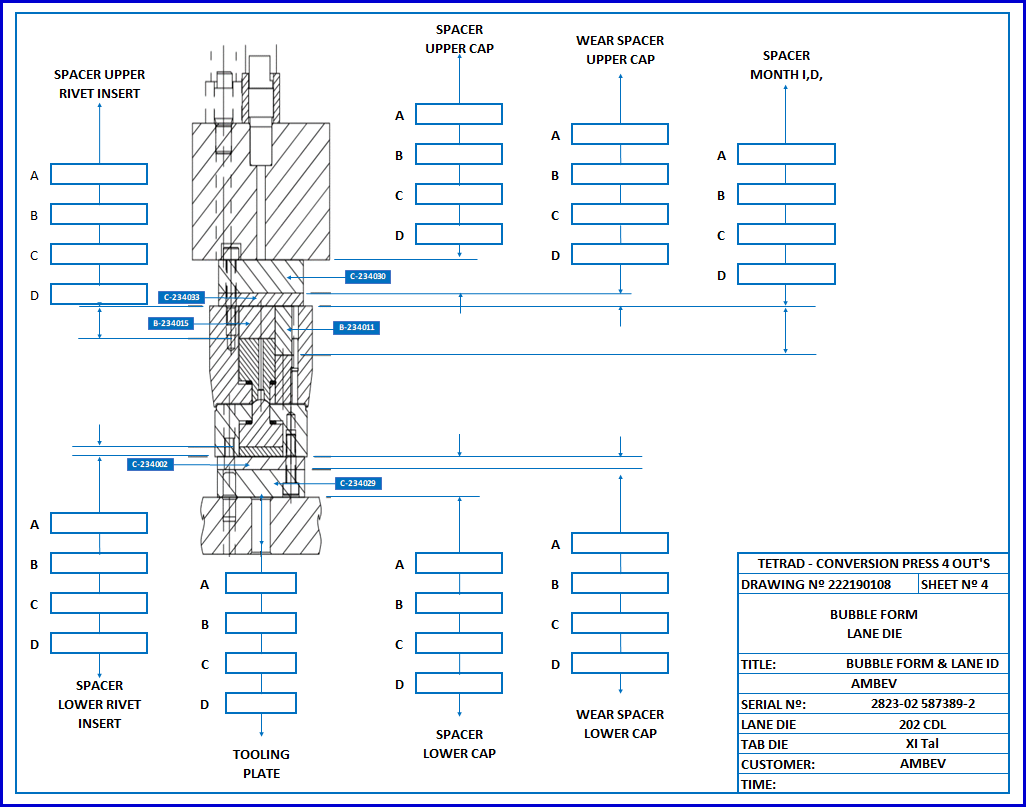 SPACER
UPPER CAP
WEAR SPACER
UPPER CAP
SPACER
MONTH I,D,
SPACER UPPER
RIVET INSERT
A
B
C
D
A
B
C
D
A
B
C
D
A
B
C
D
C-234030
C-234033
B-234015
B-234011
C-234002
C-234029
A
B
C
D
SPACER
LOWER RIVET
INSERT
A
B
C
D
TOOLING
PLATE
A
B
C
D
SPACER
LOWER CAP
A
B
C
D
WEAR SPACER
LOWER CAP
TETRAD - CONVERSION PRESS 4 OUT'S
DRAWING Nº 222190108 SHEET Nº 4
BUBBLE FORM
LANE DIE
TITLE: BUBBLE FORM & LANE ID
AMBEV
SERIAL Nº: 2823-02 587389-2
LANE DIE 202 CDL
TAB DIE XI Tal
CUSTOMER: AMBEV
TIME: